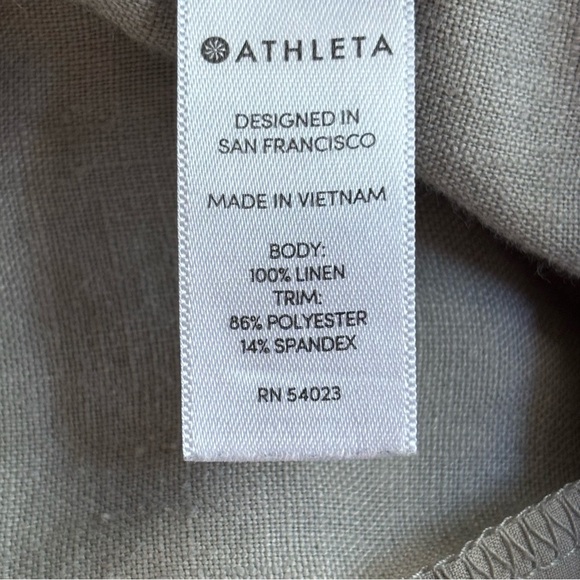 ATHLETA
DESIGNED IN
SAN FRANCISCO
MADE IN VIETNAM
BODY:
100% LINEN
TRIM:
86% POLYESTER
14% SPANDEX
RN 54023